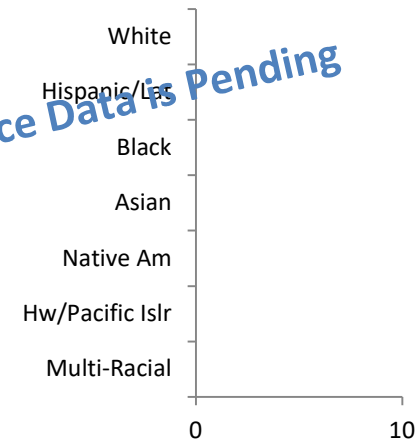 White
Hispanic/Lat
Black
Asian
Native Am
Hw/Pacific Islr
Multi-Racial
0 10
ce Data is Pending